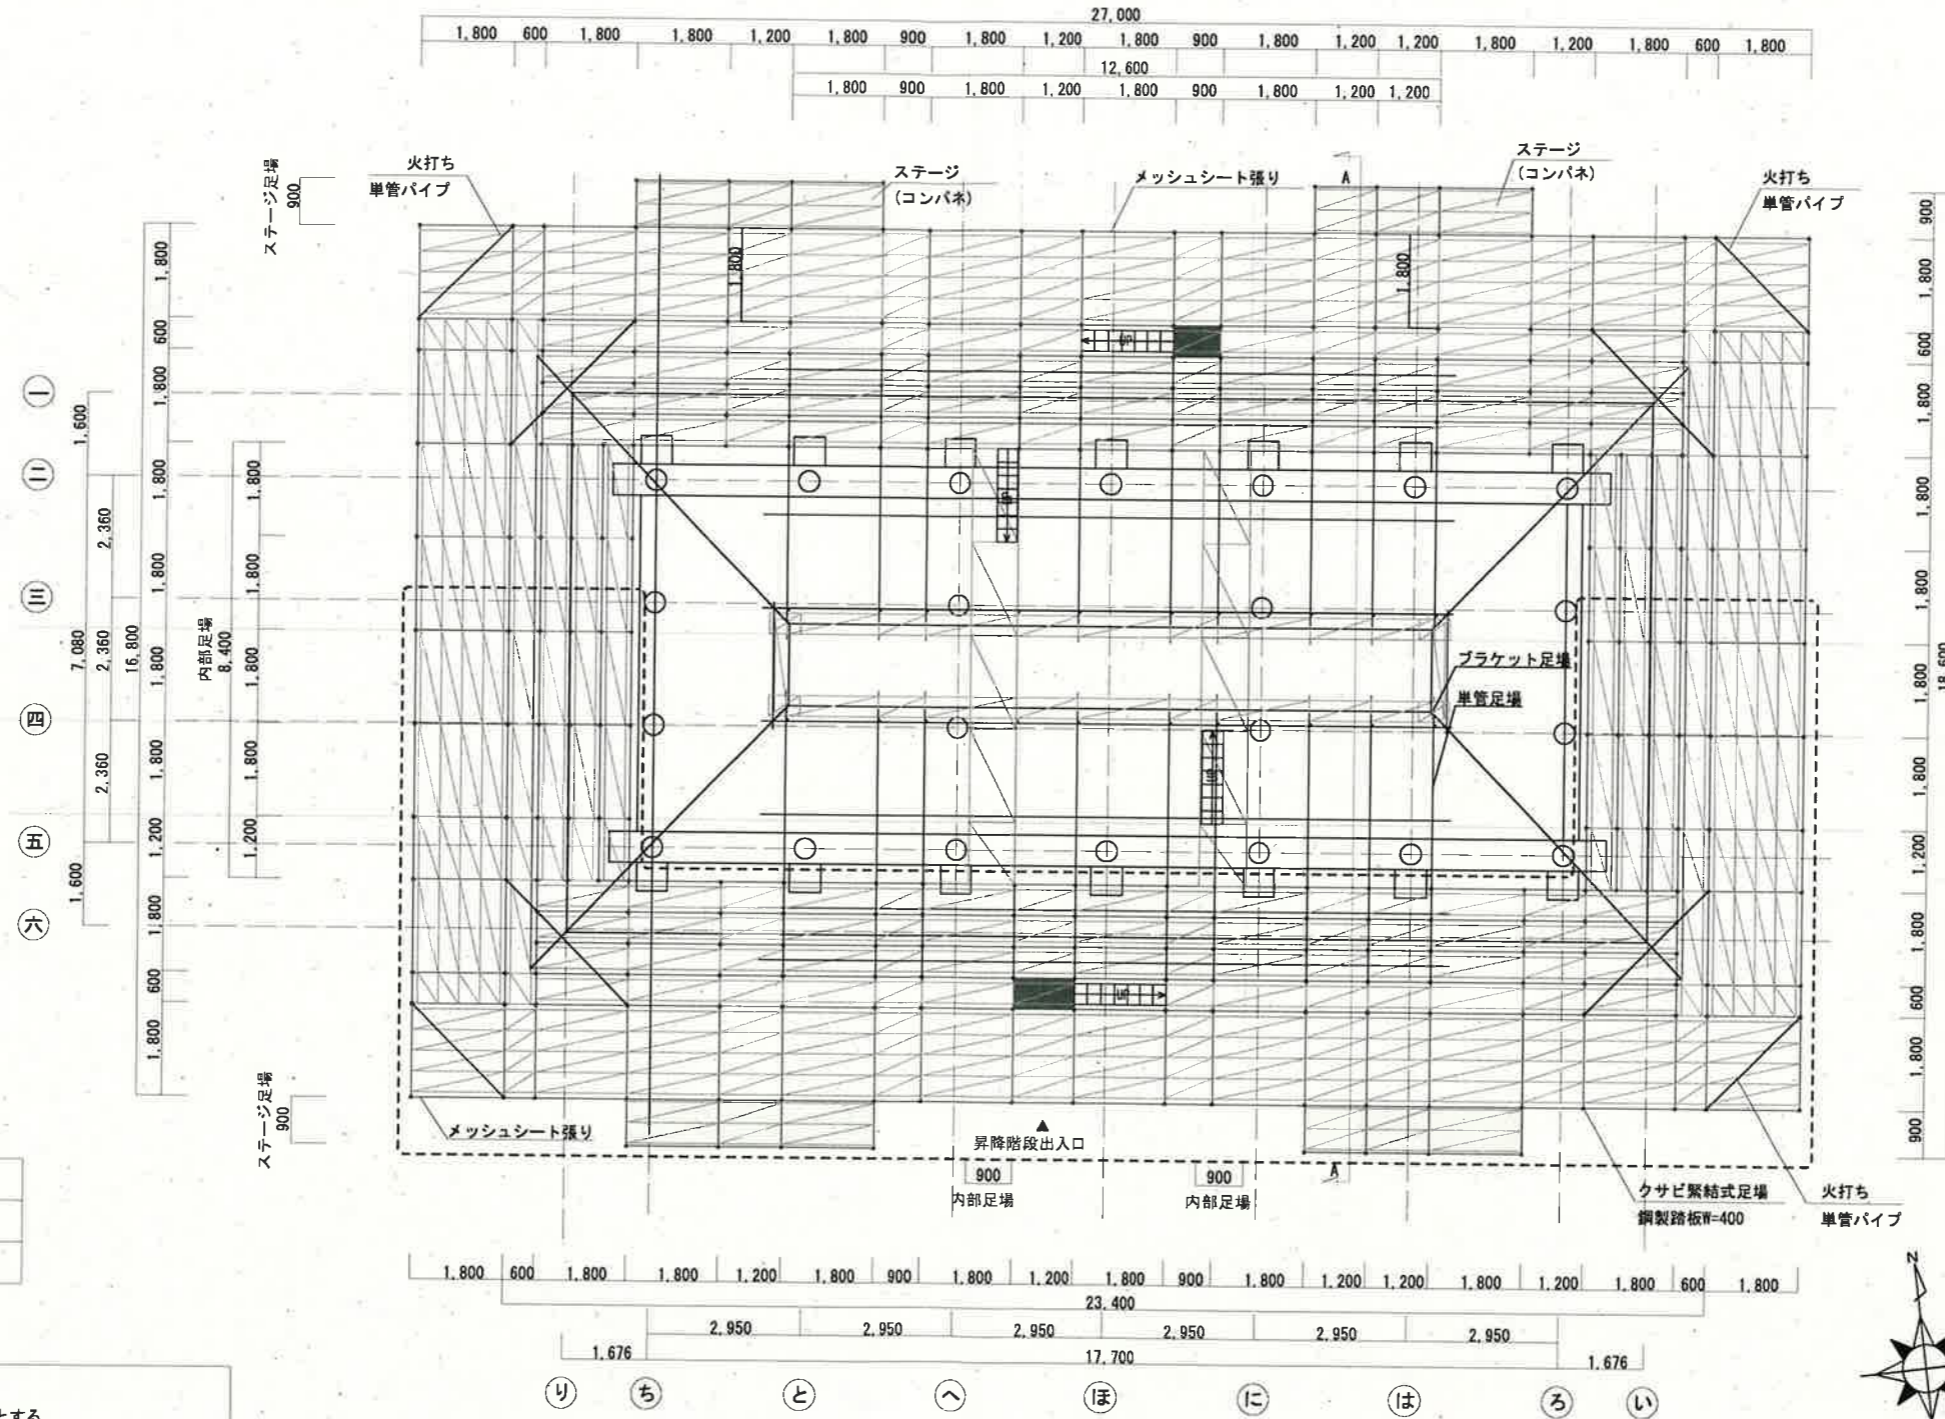 27,000
1,800 600 1,800 1,800 1,200 1,800 900 1,800 1,200 1,800 900 1,800 1,200 1,200 1,800 1,200 1,800 600 1,800
12,600
1,800 900 1,800 1,200 1,800 900 1,800 1,200 1,200
ステージ足場
900
火打ち
単管パイプ
ステージ
(コンパネ)
メッシュシート張り
A
ステージ
(コンパネ)
火打ち
単管パイプ
1,800
1,800
UP
UP
UP
UP
一
二
三
四
五
六
1,600
7,080
1,600
2,360
2,360
2,360
16,800
1,800
600
1,800
1,800
1,800
1,800
1,800
1,200
1,800
600
1,800
内部足場
8,400
1,800
1,800
1,800
1,800
1,200
900
1,800
600
1,800
1,800
1,800
1,800
1,800
1,200
1,800
600
1,800
900
18,600
ブラケット足場
単管足場
ステージ足場
900
メッシュシート張り
昇降階段出入口
900
内部足場
900
内部足場
A
クサビ緊結式足場
鋼製踏板W=400
火打ち
単管パイプ
1,800 600 1,800 1,800 1,200 1,800 900 1,800 1,200 1,800 900 1,800 1,200 1,200 1,800 1,200 1,800 600 1,800
23,400
2,950 2,950 2,950 2,950 2,950 2,950
1,676 17,700 1,676
り ち と へ ほ に は ろ い
N
とする